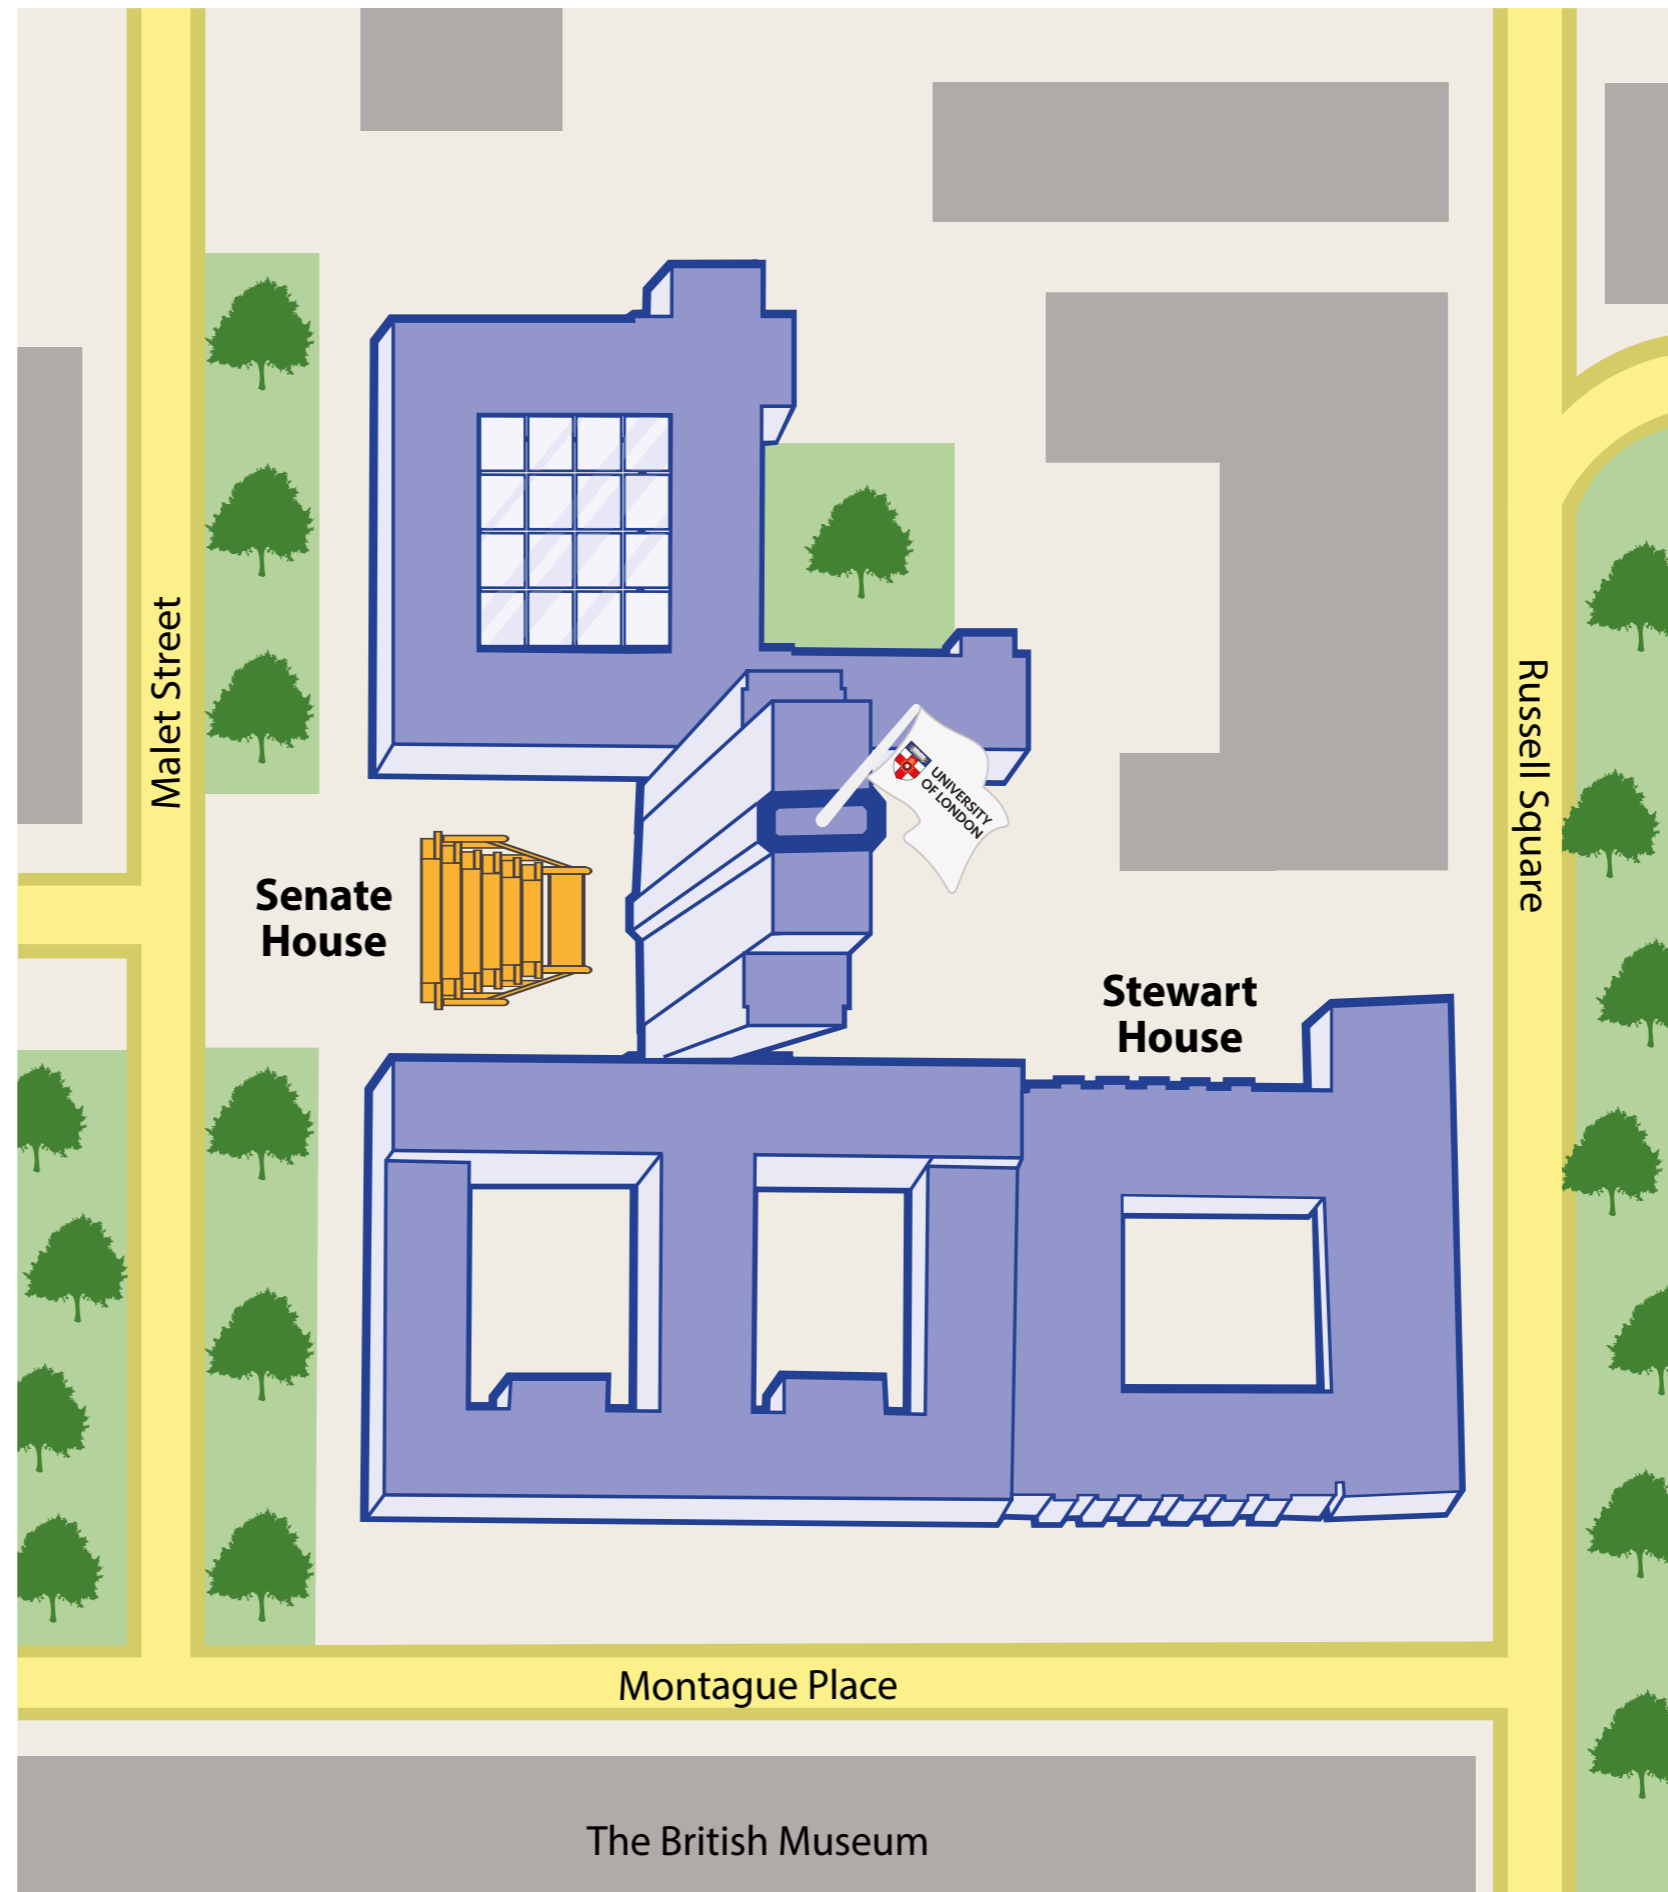 Malet Street
Russell Square
UNIVERSITY
OF LONDON
Senate
House
Stewart
House
Montague Place
The British Museum